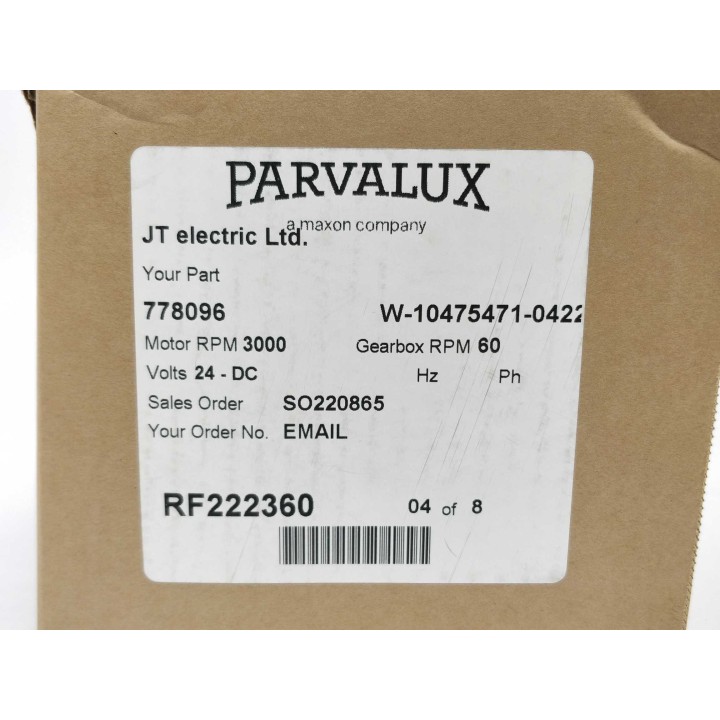 PARVALUX
a maxon company
JT electric Ltd.
Your Part
778096 W-10475471-0422
Motor RPM 3000 Gearbox RPM 60
Volts 24 - DC Hz Ph
Sales Order SO220865
Your Order No. EMAIL
RF222360 04 of 8